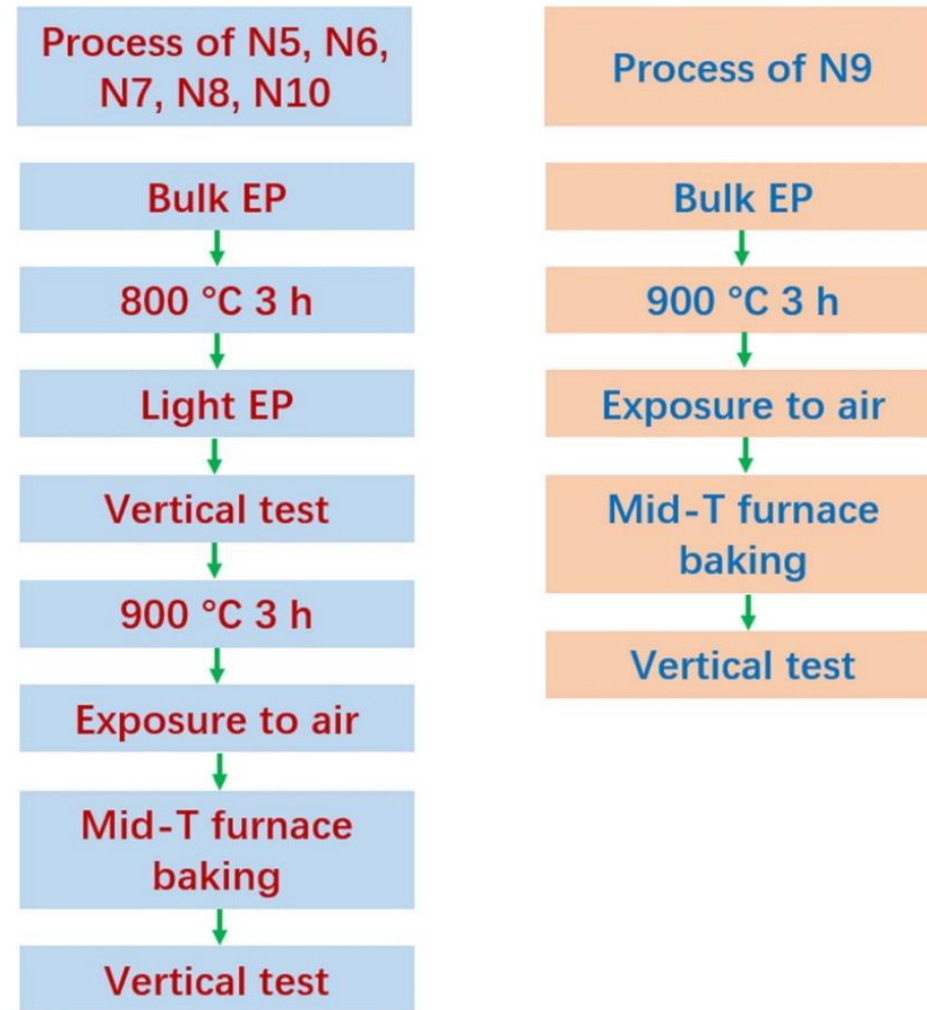 Process of N5, N6,
N7, N8, N10
Bulk EP
800 °C 3 h
Light EP
Vertical test
900 °C 3 h
Exposure to air
Mid-T furnace
baking
Vertical test
Process of N9
Bulk EP
900 °C 3 h
Exposure to air
Mid-T furnace
baking
Vertical test